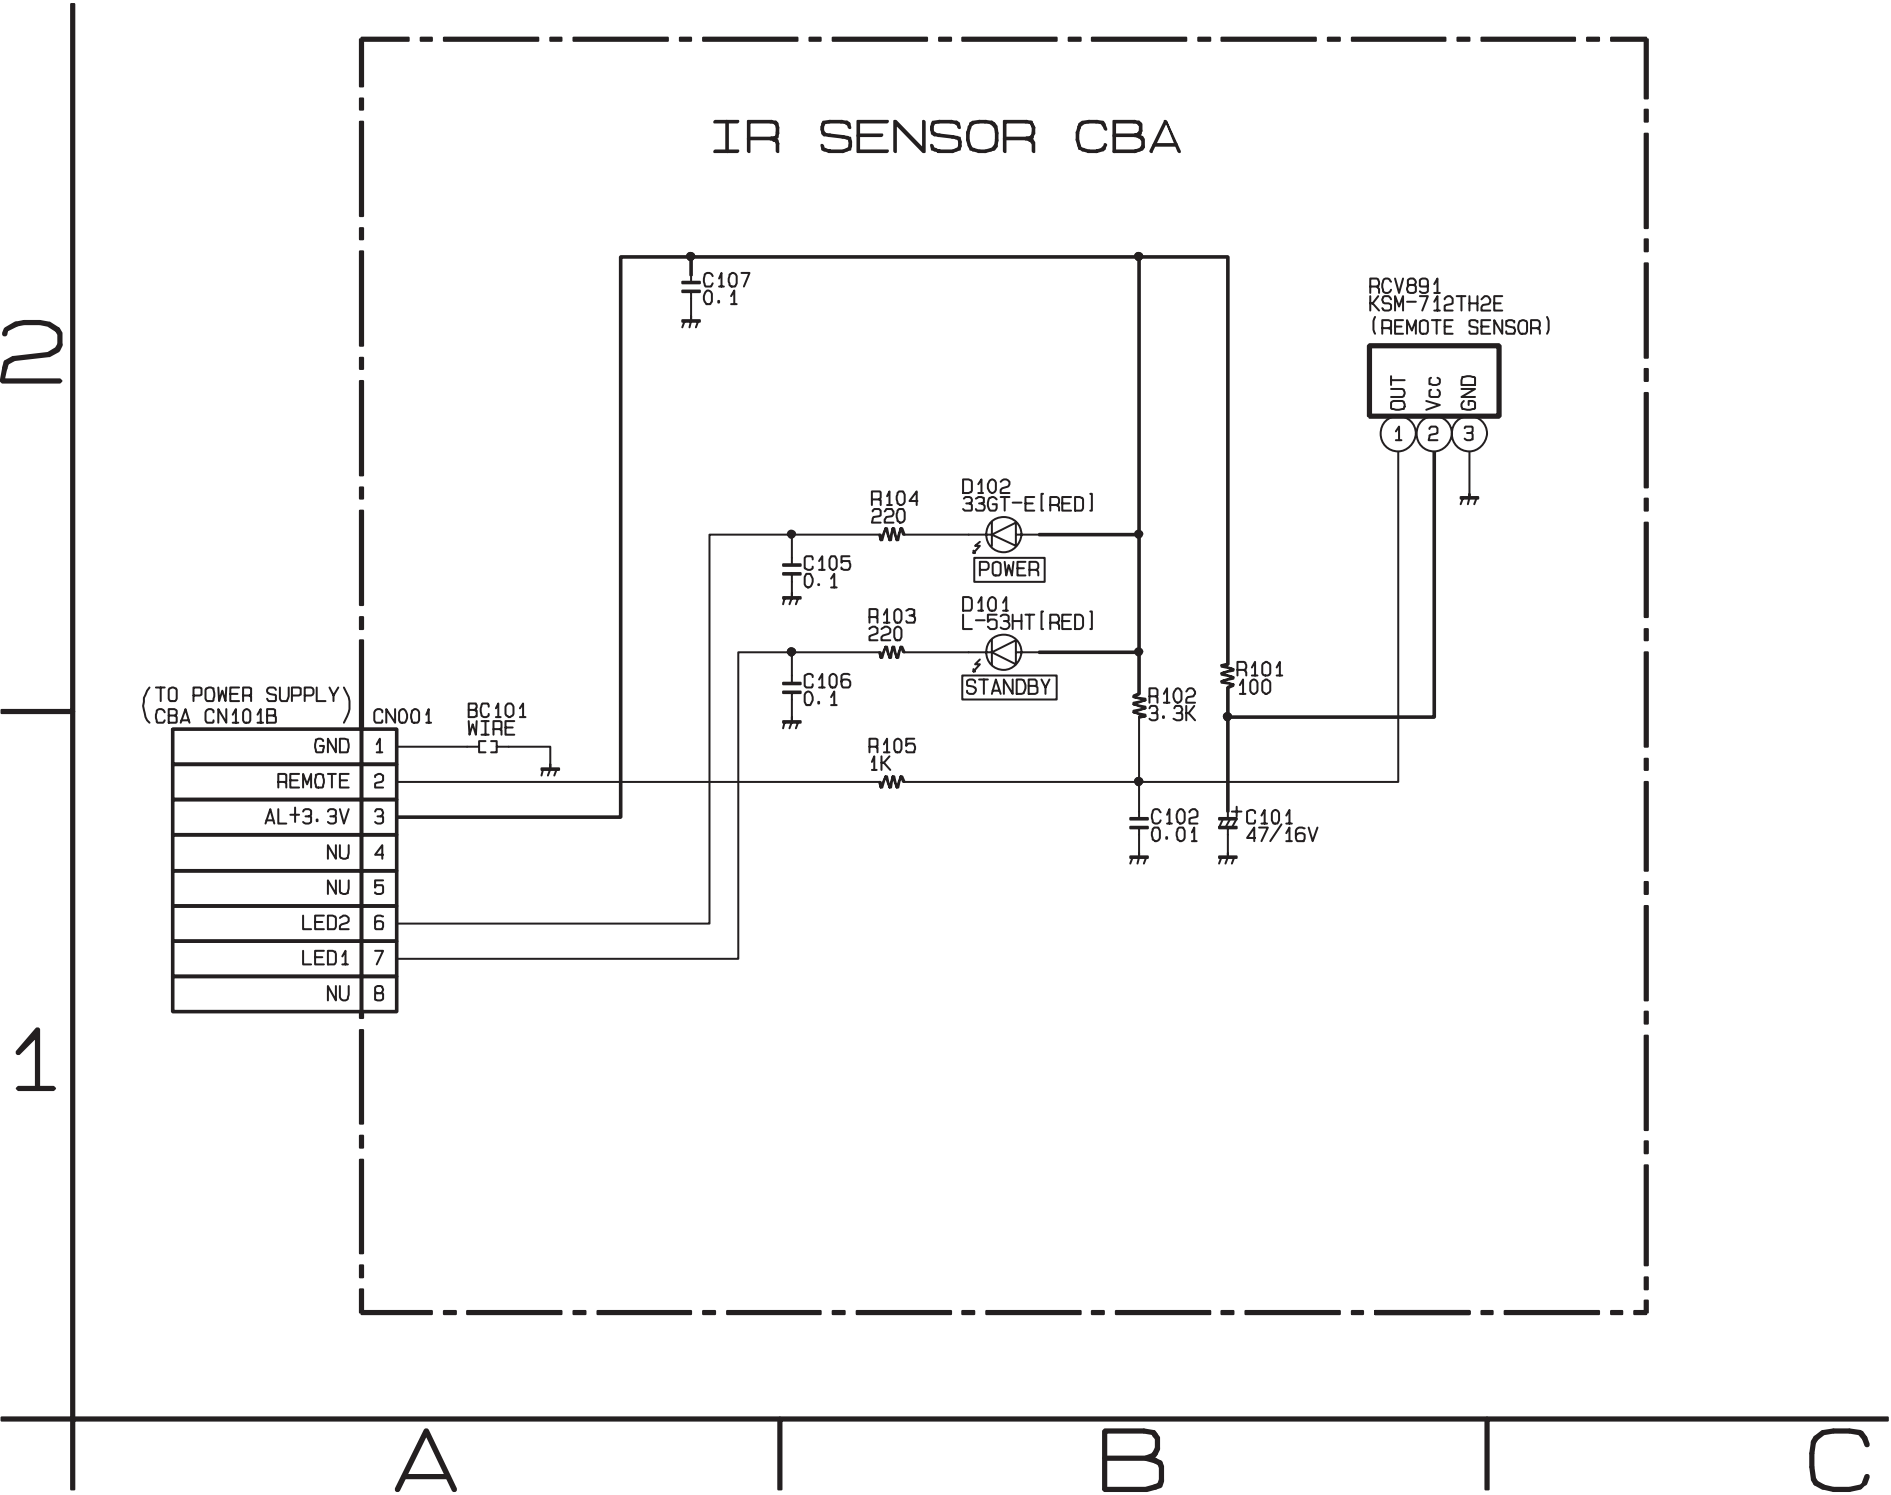 IR SENSOR CBA
C107
0.1
RCV891
KSM-712TH2E
(REMOTE SENSOR)
OUT
Vcc
GND
1
2
3
2
R104
220
D102
33GT-E[RED]
POWER
C105
0.1
R103
220
D101
L-53HT[RED]
STANDBY
C106
0.1
R101
100
R102
3.3K
(TO POWER SUPPLY)
(CBA CN101B)
CN001
BC101
WIRE
GND 1
REMOTE 2
AL+3.3V 3
NU 4
NU 5
LED2 6
LED1 7
NU 8
R105
1K
C102
0.01
+
C101
47/16V
1
A
B
C